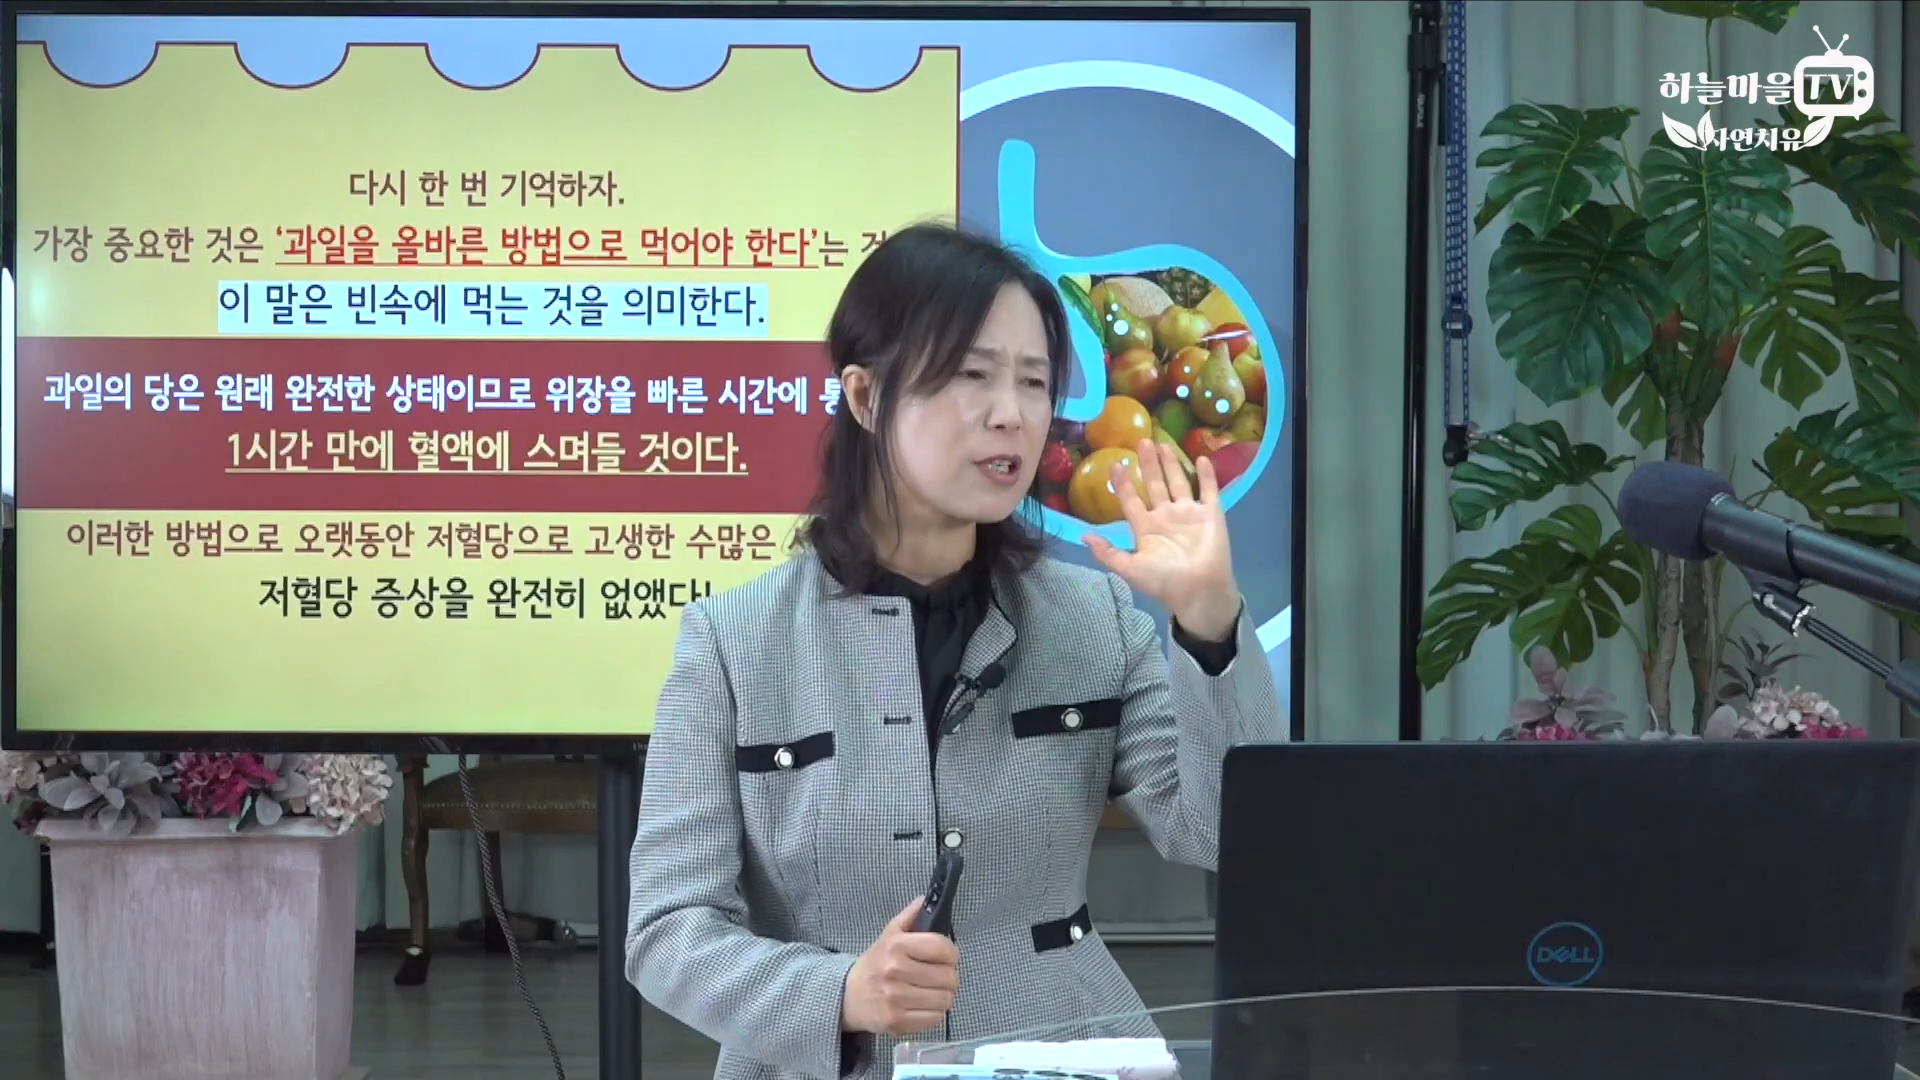 다시 한 번 기억하자.
가장 중요한 것은 '과일을 올바른 방법으로 먹어야 한다'는
이 말은 빈속에 먹는 것을 의미한다.
과일의 당은 원래 완전한 상태이므로 위장을 빠른 시간에
1시간 만에 혈액에 스며들 것이다.
이러한 방법으로 오랫동안 저혈당으로 고생한 수많은
저혈당 증상을 완전히 없앴다!
하늘마을 TV
자연치유
DELL